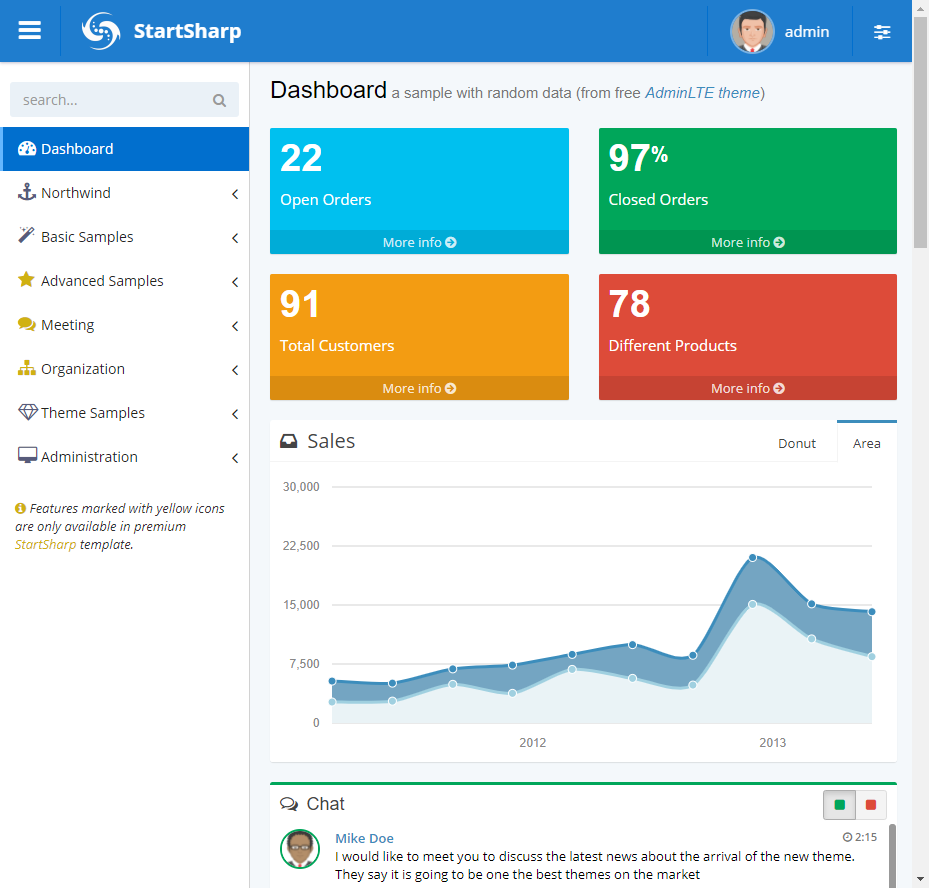 StartSharp
admin
search...
Dashboard
Northwind
Basic Samples
Advanced Samples
Meeting
Organization
Theme Samples
Administration
Features marked with yellow icons
are only available in premium
StartSharp template.
Dashboard a sample with random data (from free AdminLTE theme)
22
Open Orders
More info
97%
Closed Orders
More info
91
Total Customers
More info
78
Different Products
More info
Sales
Donut
Area
30,000
22,500
15,000
7,500
0
2012
2013
Chat
Mike Doe
2:15
I would like to meet you to discuss the latest news about the arrival of the new theme.
They say it is going to be one the best themes on the market